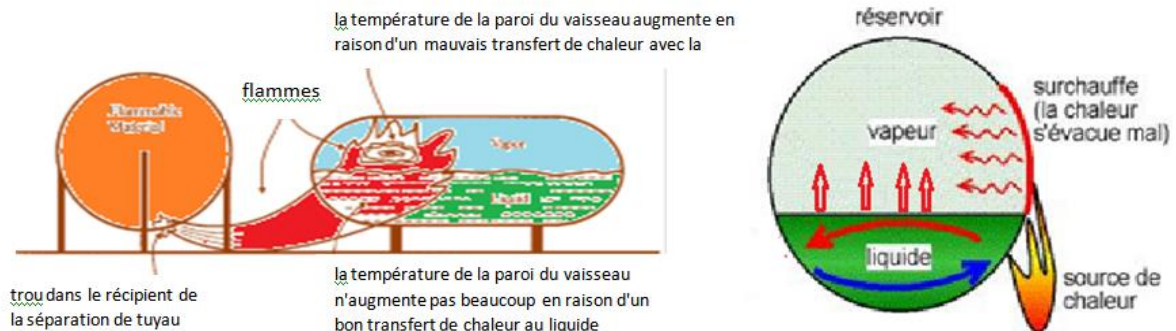 la température de la paroi du vaisseau augmente en
raison d'un mauvais transfert de chaleur avec la
flammes
Flammable
Material
Vapor
Liquid
trou dans le récipient de
la séparation de tuyau
la température de la paroi du vaisseau
n'augmente pas beaucoup en raison d'un
bon transfert de chaleur au liquide
réservoir
surchauffe
(la chaleur
s'évacue mal)
vapeur
liquide
source de
chaleur